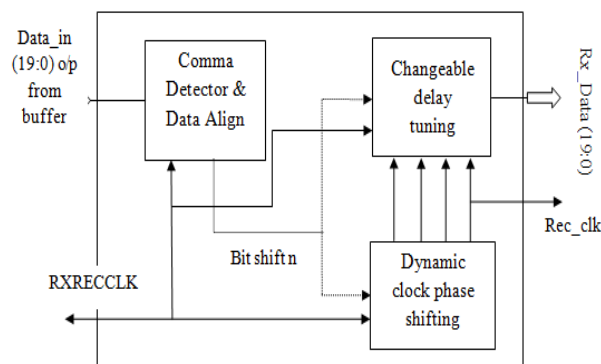 Data_in
(19:0) o/p
from
buffer
Comma
Detector &
Data Align
Changeable
delay
tuning
Rx_Data (19:0)
Rec_clk
Bit shift n
RXRECCLK
Dynamic
clock phase
shifting